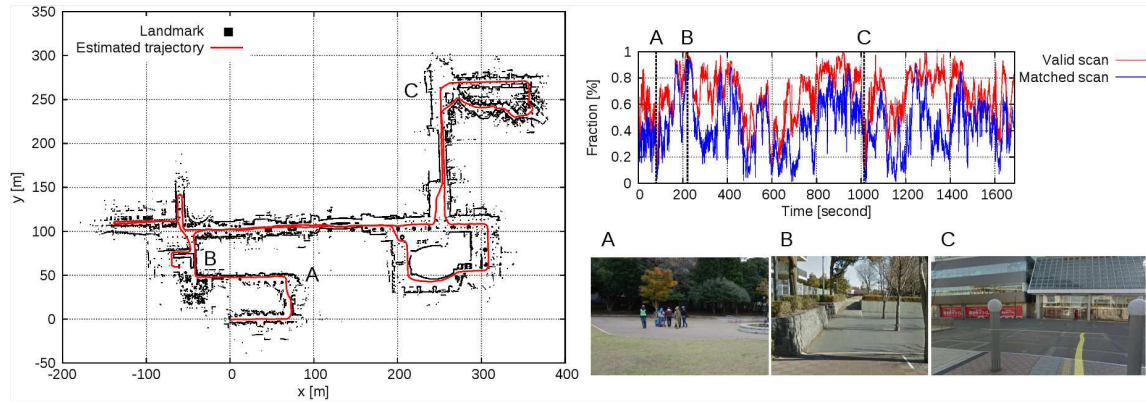 Landmark
Estimated trajectory
350
300
250
200
150
100
50
0
-50
-200
-100
0
100
200
300
400
x [m]
y [m]
A
B
C
A
B
C
Valid scan
Matched scan
1
0.8
0.6
0.4
0.2
0
0
200
400
600
800
1000
1200
1400
1600
Fraction [%]
Time [second]
A
B
C